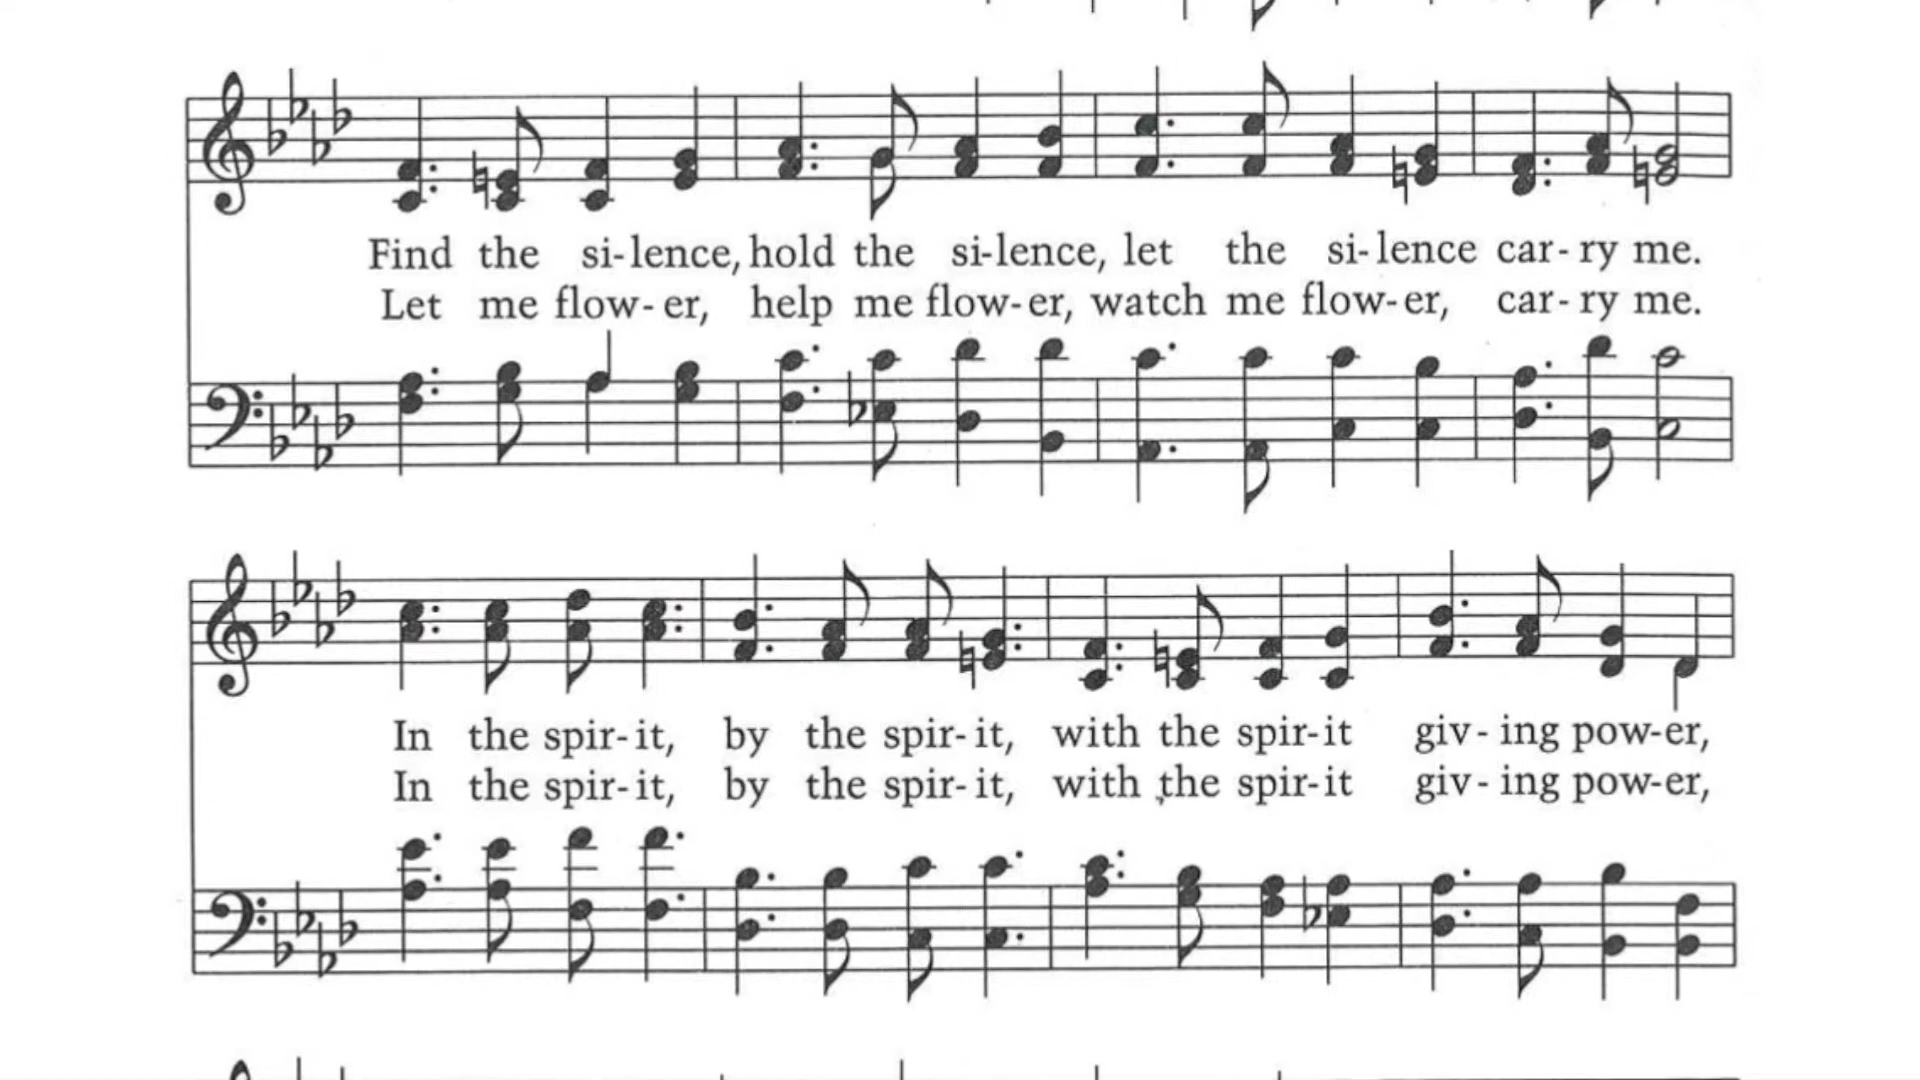 Find the si-lence, hold the si-lence, let the si-lence car-ry me.
Let me flow-er, help me flow-er, watch me flow-er, car-ry me.
In the spir-it, by the spir-it, with the spir-it giv-ing pow-er,
In the spir-it, by the spir-it, with the spir-it giv-ing pow-er,